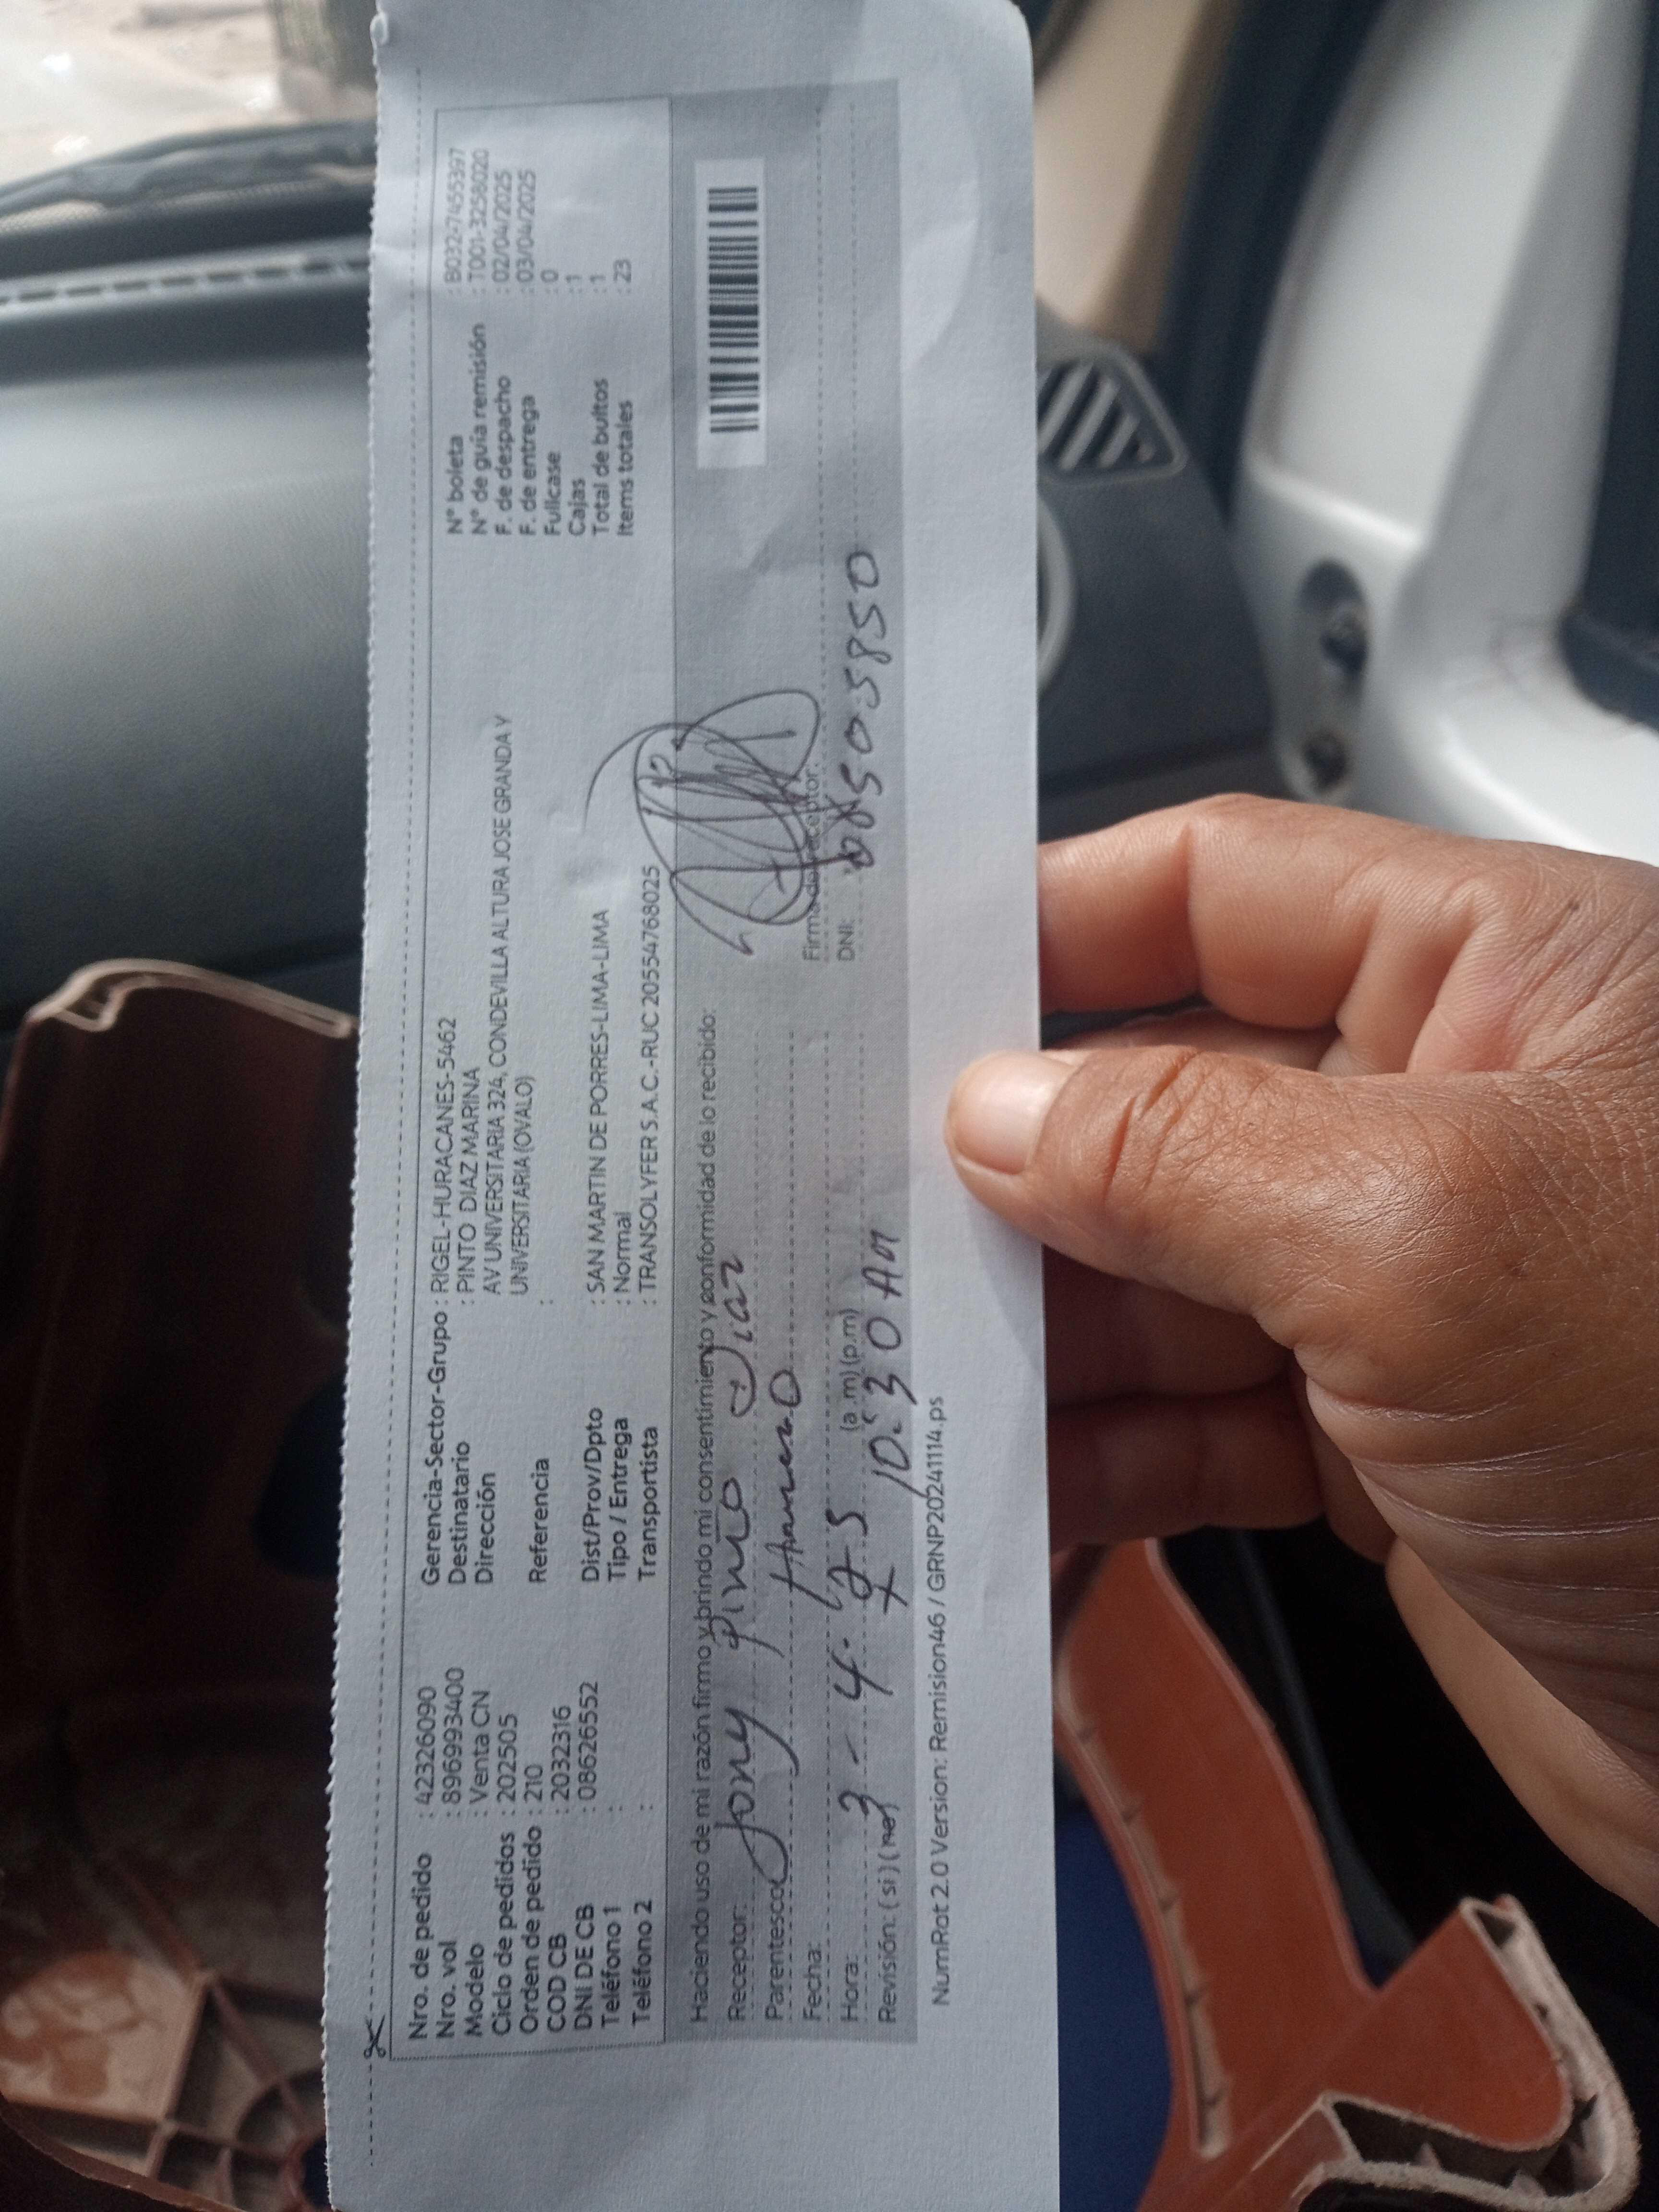 Nro. de pedido : 42326090
Nro. vol : 8969993400
Modelo : Venta CN
Ciclo de pedidos : 202505
Orden de pedido : 210
COD CB : 2032316
DNI DE CB : 08626552
Teléfono 1 :
Teléfono 2 :
Gerencia-Sector-Grupo : RIGEL-HURACANES-5462
Destinatario : PINTO DIAZ MARINA
Dirección AV UNIVERSITARIA 324, CONDEVILLA ALTURA JOSE GRANDA Y
UNIVERSITARIA (OVALO)
Referencia :
Dist/Prov/Dpto : SAN MARTIN DE PORRES-LIMA-LIMA
Tipo / Entrega : Normal
Transportista : TRANSOLYFER S.A.C.-RUC 20554768025
N° boleta : B032-7455397
N° de guía remisión : T001-3258020
F. de despacho : 02/04/2025
F. de entrega : 03/04/2025
Fullcase : 0
Cajas : 1
Total de bultos : 1
Items totales : 23
Haciendo uso de mi razón firmo y brindo mi consentimiento y conformidad de lo recibido:
Receptor: Jony Pinto Diaz
Parentesco: Hermano
Fecha: 3-4-25
Hora: (a.m) (p.m) 10:30 Am
Revisión: (si) (no)
Firma de receptor:
DNI: 08505850
NumRot 2.0 Version: Remision46 / GRNP20241114.ps